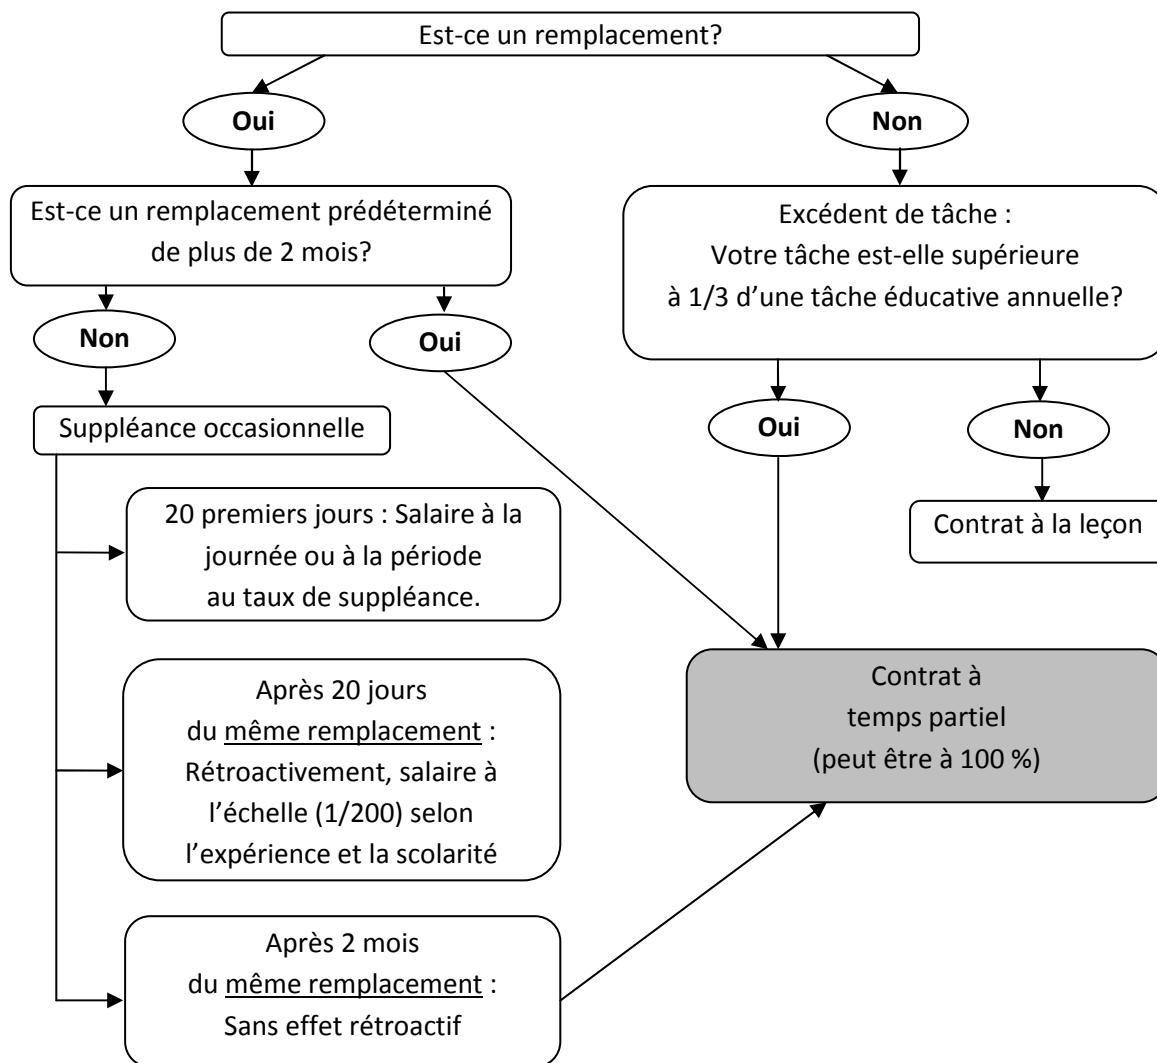 Est-ce un remplacement?
Oui
Non
Est-ce un remplacement prédéterminé
de plus de 2 mois?
Excédent de tâche :
Votre tâche est-elle supérieure
à 1/3 d’une tâche éducative annuelle?
Non
Oui
Oui
Non
Suppléance occasionnelle
Contrat à la leçon
20 premiers jours : Salaire à la
journée ou à la période
au taux de suppléance.
Après 20 jours
du même remplacement :
Rétroactivement, salaire à
l’échelle (1/200) selon
l’expérience et la scolarité
Contrat à
temps partiel
(peut être à 100 %)
Après 2 mois
du même remplacement :
Sans effet rétroactif